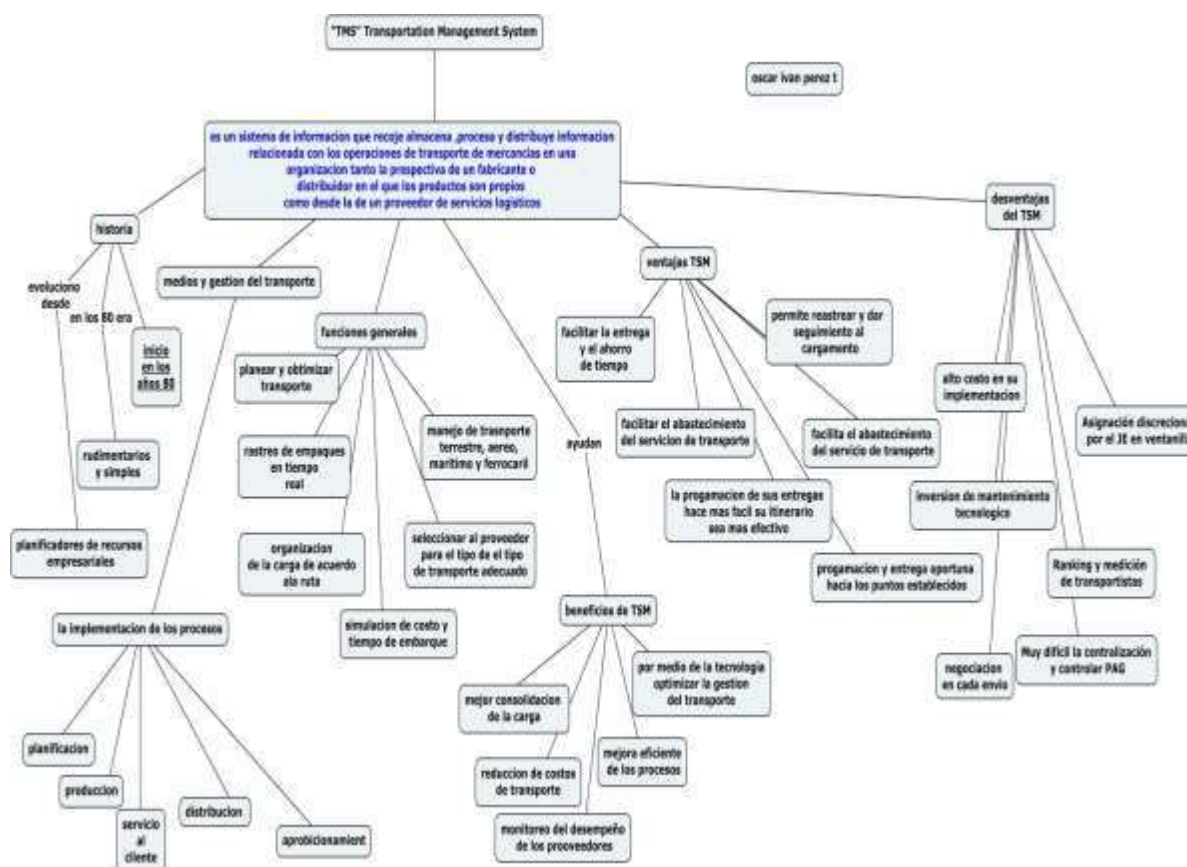 "TMS" Transportation Management System
oscar ivan perez t
es un sistema de informacion que recoje almacena ,proceso y distribuye informacion
relacionada con los operaciones de transporte de mercancias en una
organizacion tanto la prespectiva de un fabricante o
distribuidor en el que los productos son propios
como desde la de un proveedor de servicios logisticos
historia
evoluciono
desde
en los 80 era
inicio
en los
años 80
rudimentarios
y simples
planificadores de recursos
empresariales
medios y gestion del transporte
la implementacion de los procesos
planificacion
produccion
servicio
al
cliente
distribucion
aprobicionamient
funciones generales
planear y obtimizar
transporte
rastreo de empaques
en tiempo
real
organizacion
de la carga de acuerdo
ala ruta
simulacion de costo y
tiempo de embarque
manejo de trasnporte
terrestre, aereo,
maritimo y ferrocaril
seleccionar al proveedor
para el tipo de el tipo
de transporte adecuado
ayudan
beneficios de TSM
mejor consolidacion
de la carga
reduccion de costos
de transporte
monitoreo del desempeño
de los prooveedores
mejora eficiente
de los procesos
por medio de la tecnologia
optimizar la gestion
del transporte
ventajas TSM
facilitar la entrega
y el ahorro
de tiempo
facilitar el abastecimiento
del servicion de transporte
la progamacion de sus entregas
hace mas facil su itinerario
sea mas efectivo
progamacion y entrega oportuna
hacia los puntos establecidos
facilita el abastecimiento
del servicio de transporte
permite reastrear y dar
seguimiento al
cargamento
desventajas
del TSM
alto costo en su
implementacion
inversion de mantenimiento
tecnologico
negociacion
en cada envio
Muy difícil la centralización
y controlar PAG
Ranking y medición
de transportistas
Asignación discreciona
por el JE en ventanill